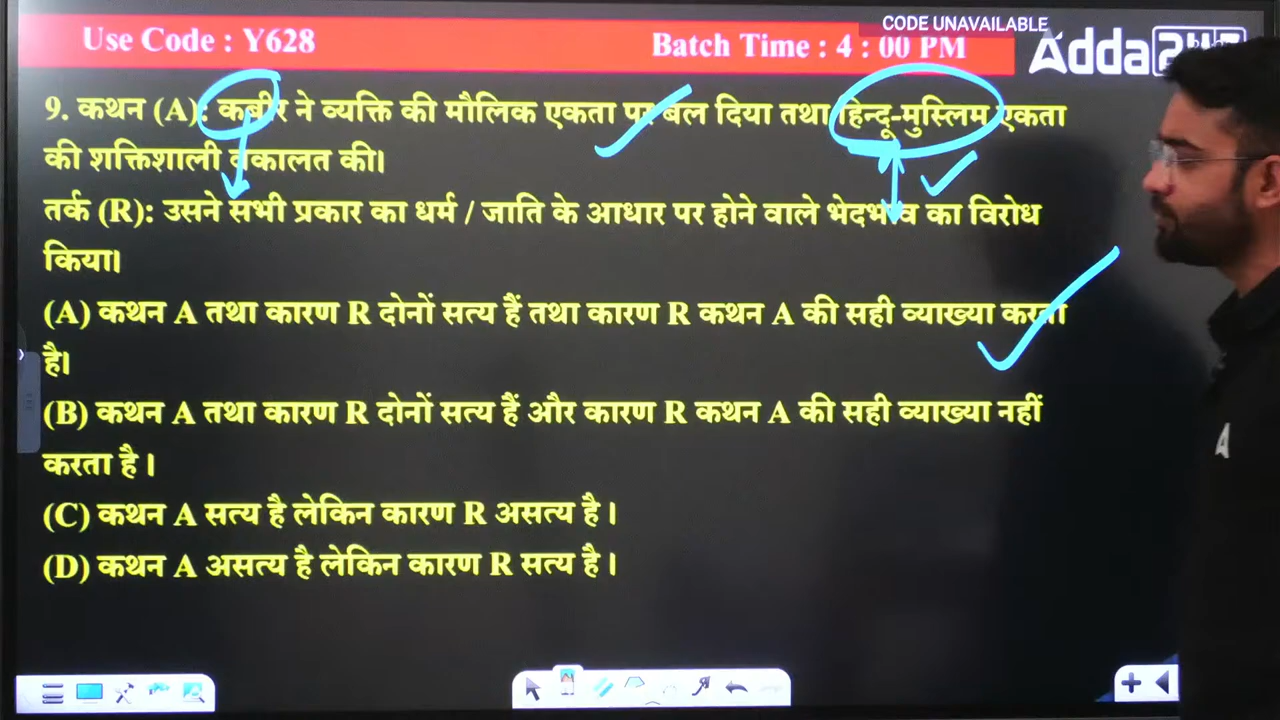 CODE UNAVAILABLE
Use Code : Y628
Batch Time : 4 : 00 PM
Adda247
9. कथन (A): कबीर ने व्यक्ति की मौलिक एकता पर बल दिया तथा हिन्दू-मुस्लिम एकता
की शक्तिशाली वकालत की।
तर्क (R): उसने सभी प्रकार का धर्म / जाति के आधार पर होने वाले भेदभाव का विरोध
किया।
(A) कथन A तथा कारण R दोनों सत्य हैं तथा कारण R कथन A की सही व्याख्या करता
है।
(B) कथन A तथा कारण R दोनों सत्य हैं और कारण R कथन A की सही व्याख्या नहीं
करता है।
(C) कथन A सत्य है लेकिन कारण R असत्य है।
(D) कथन A असत्य है लेकिन कारण R सत्य है।